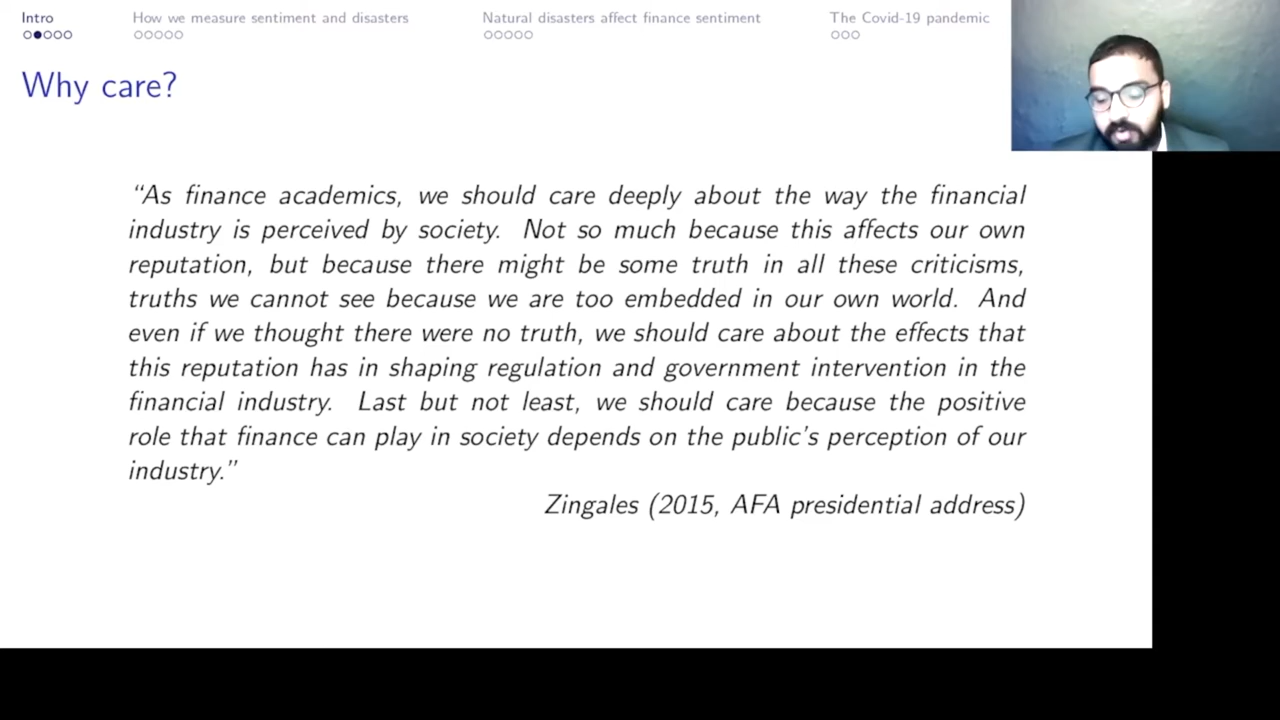 Intro
How we measure sentiment and disasters
Natural disasters affect finance sentiment
The Covid-19 pandemic
Why care?
“As finance academics, we should care deeply about the way the financial
industry is perceived by society. Not so much because this affects our own
reputation, but because there might be some truth in all these criticisms,
truths we cannot see because we are too embedded in our own world. And
even if we thought there were no truth, we should care about the effects that
this reputation has in shaping regulation and government intervention in the
financial industry. Last but not least, we should care because the positive
role that finance can play in society depends on the public’s perception of our
industry.”
Zingales (2015, AFA presidential address)